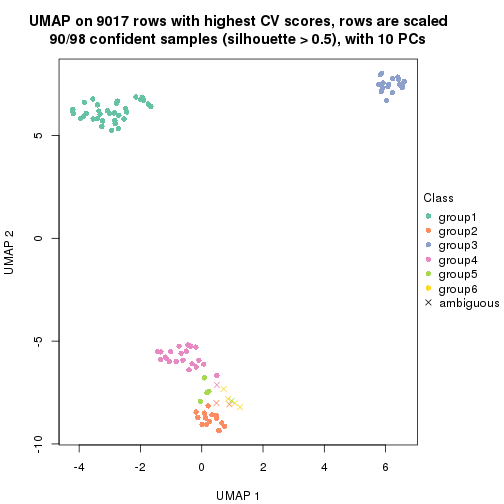 UMAP on 9017 rows with highest CV scores, rows are scaled
90/98 confident samples (silhouette > 0.5), with 10 PCs
UMAP 2
5
0
-5
-10
-4
-2
0
2
4
6
UMAP 1
Class
group1
group2
group3
group4
group5
group6
ambiguous